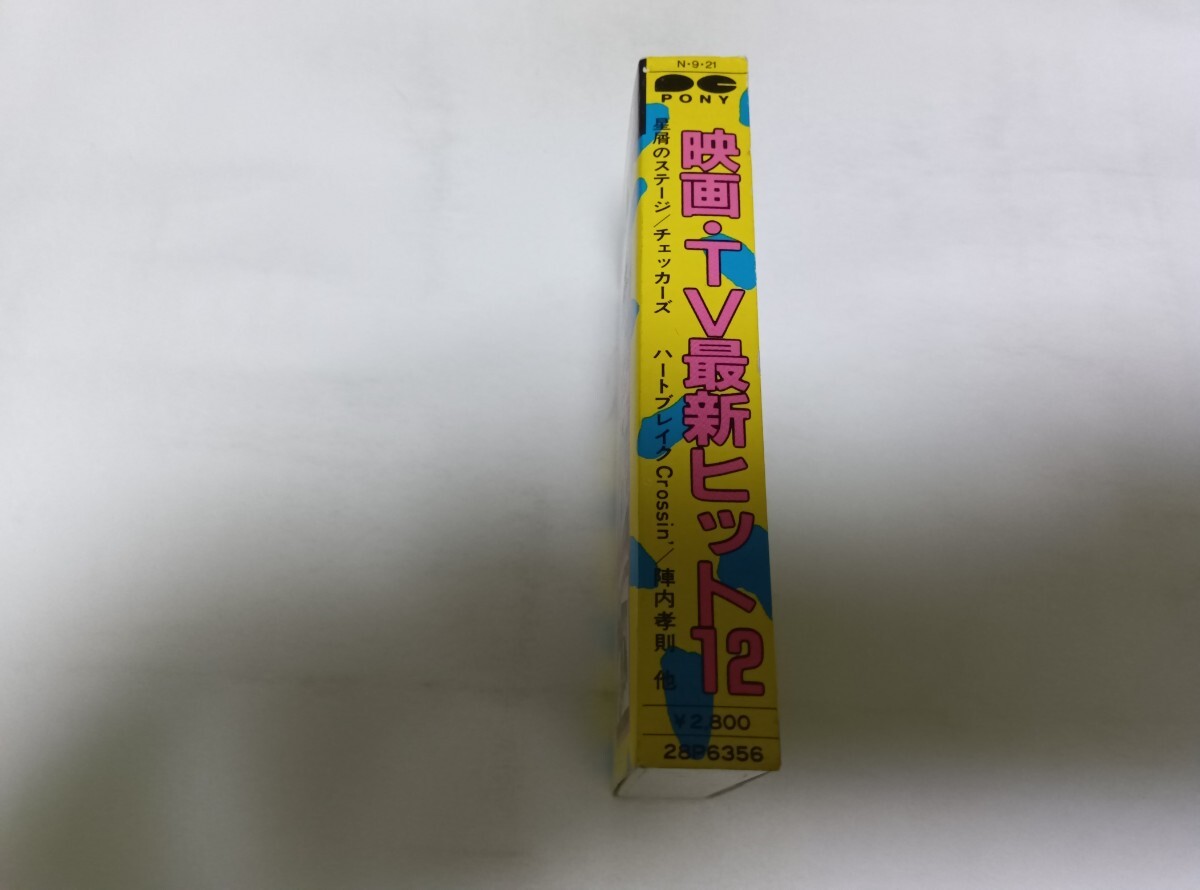 N・9・21
PONY
映画・TV最新ヒット12
星屑のステージ/チェッカーズ ハートブレイクCrossin'/陣内孝則 他
¥2,800
28P6356